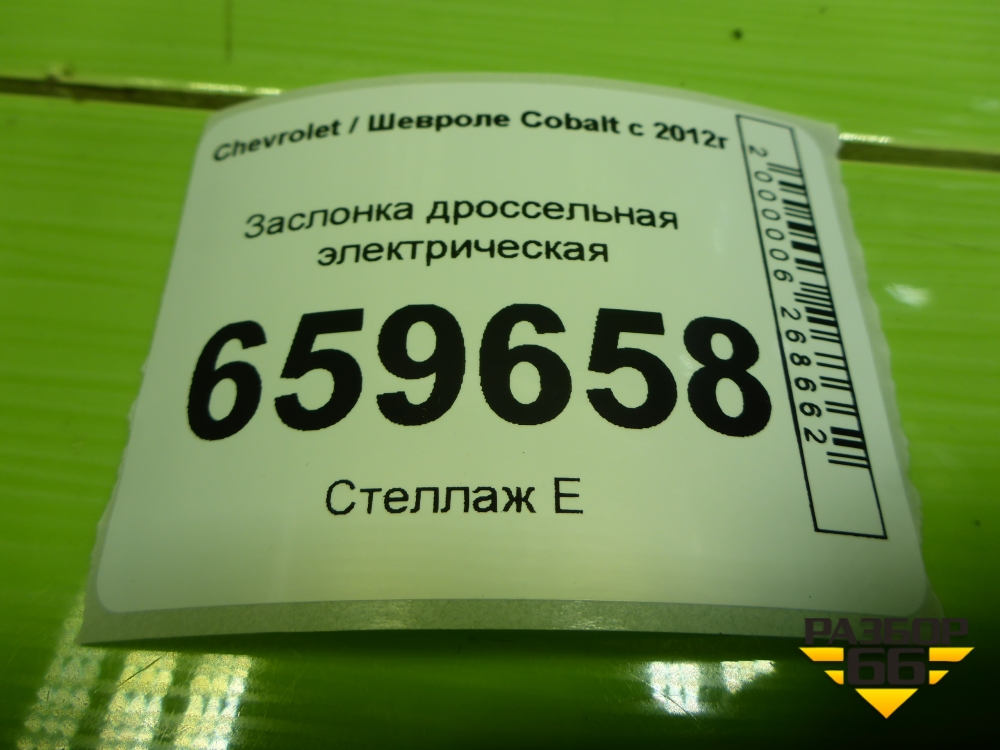 Chevrolet / Шевроле Cobalt с 2012г
Заслонка дроссельная
электрическая
659658
Стеллаж Е
2000006268662
РАЗБОР
66